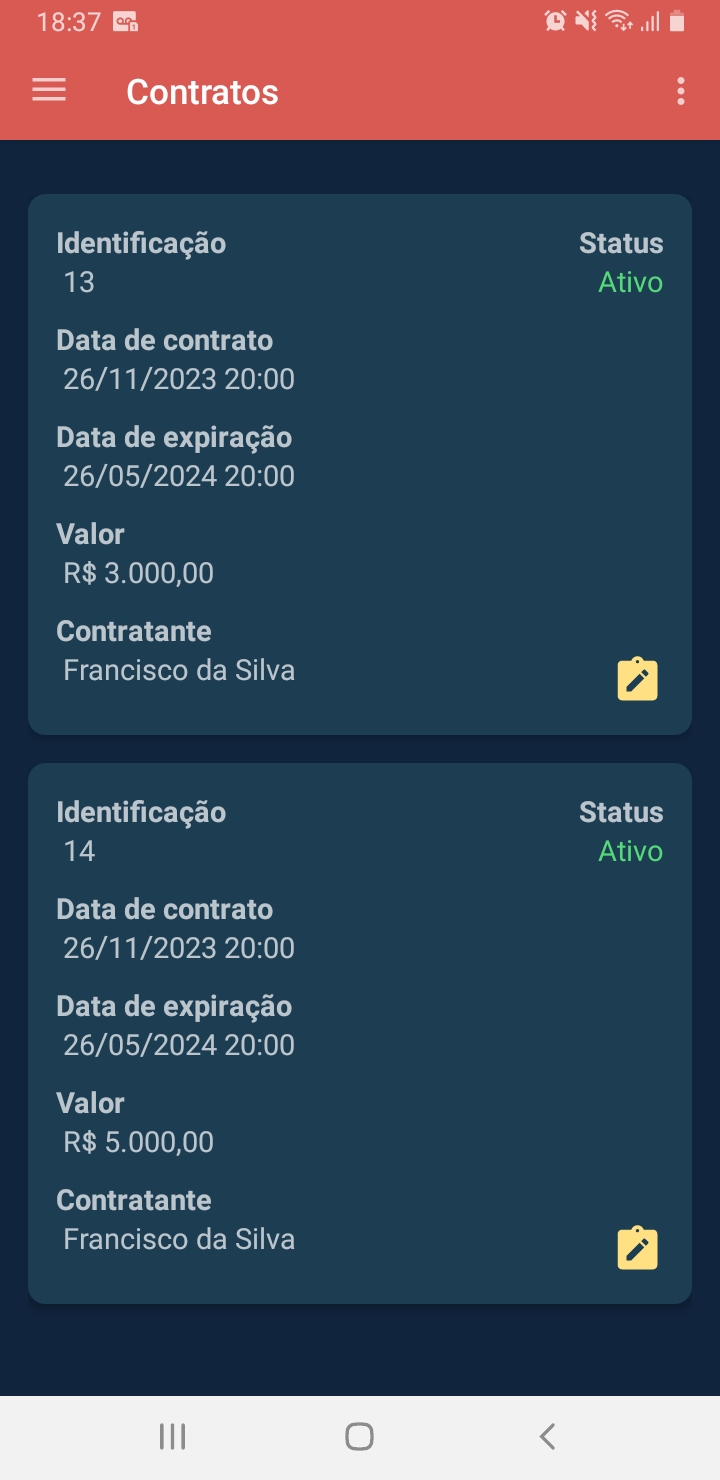 18:37
Contratos
Identificação Status
13 Ativo
Data de contrato
26/11/2023 20:00
Data de expiração
26/05/2024 20:00
Valor
R$ 3.000,00
Contratante
Francisco da Silva
Identificação Status
14 Ativo
Data de contrato
26/11/2023 20:00
Data de expiração
26/05/2024 20:00
Valor
R$ 5.000,00
Contratante
Francisco da Silva